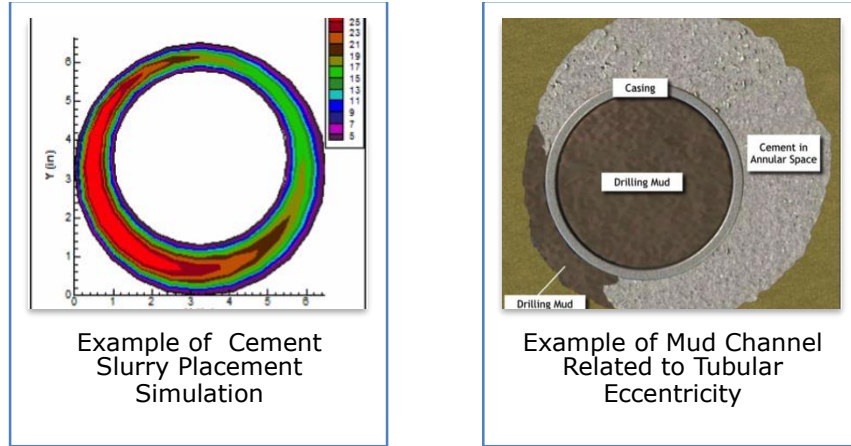 25
23
21
19
17
15
13
11
9
7
5
6
5
4
3
2
1
0
Y (in)
0 1 2 3 4 5 6
Example of Cement
Slurry Placement
Simulation
Casing
Cement in
Annular Space
Drilling Mud
Drilling Mud
Example of Mud Channel
Related to Tubular
Eccentricity